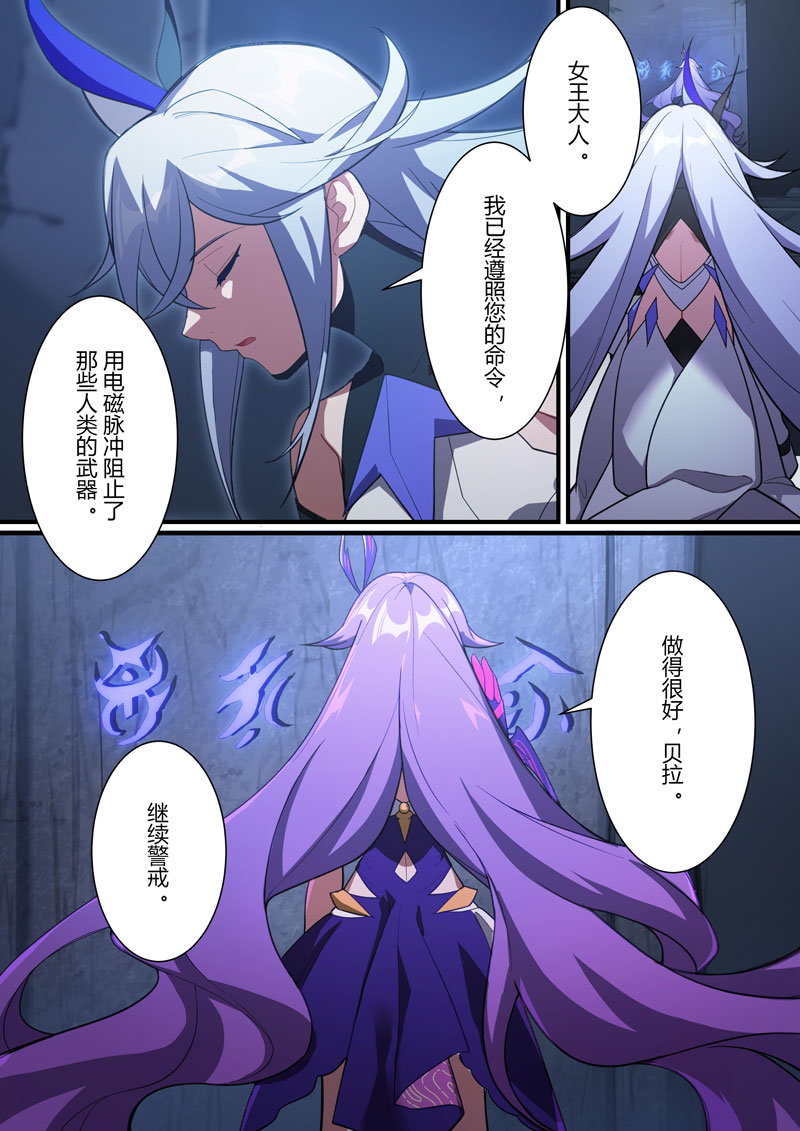 女王大人。
我已经遵照您的命令，
用电磁脉冲阻止了
那些人类的武器。
做得很好，贝拉。
继续警戒。